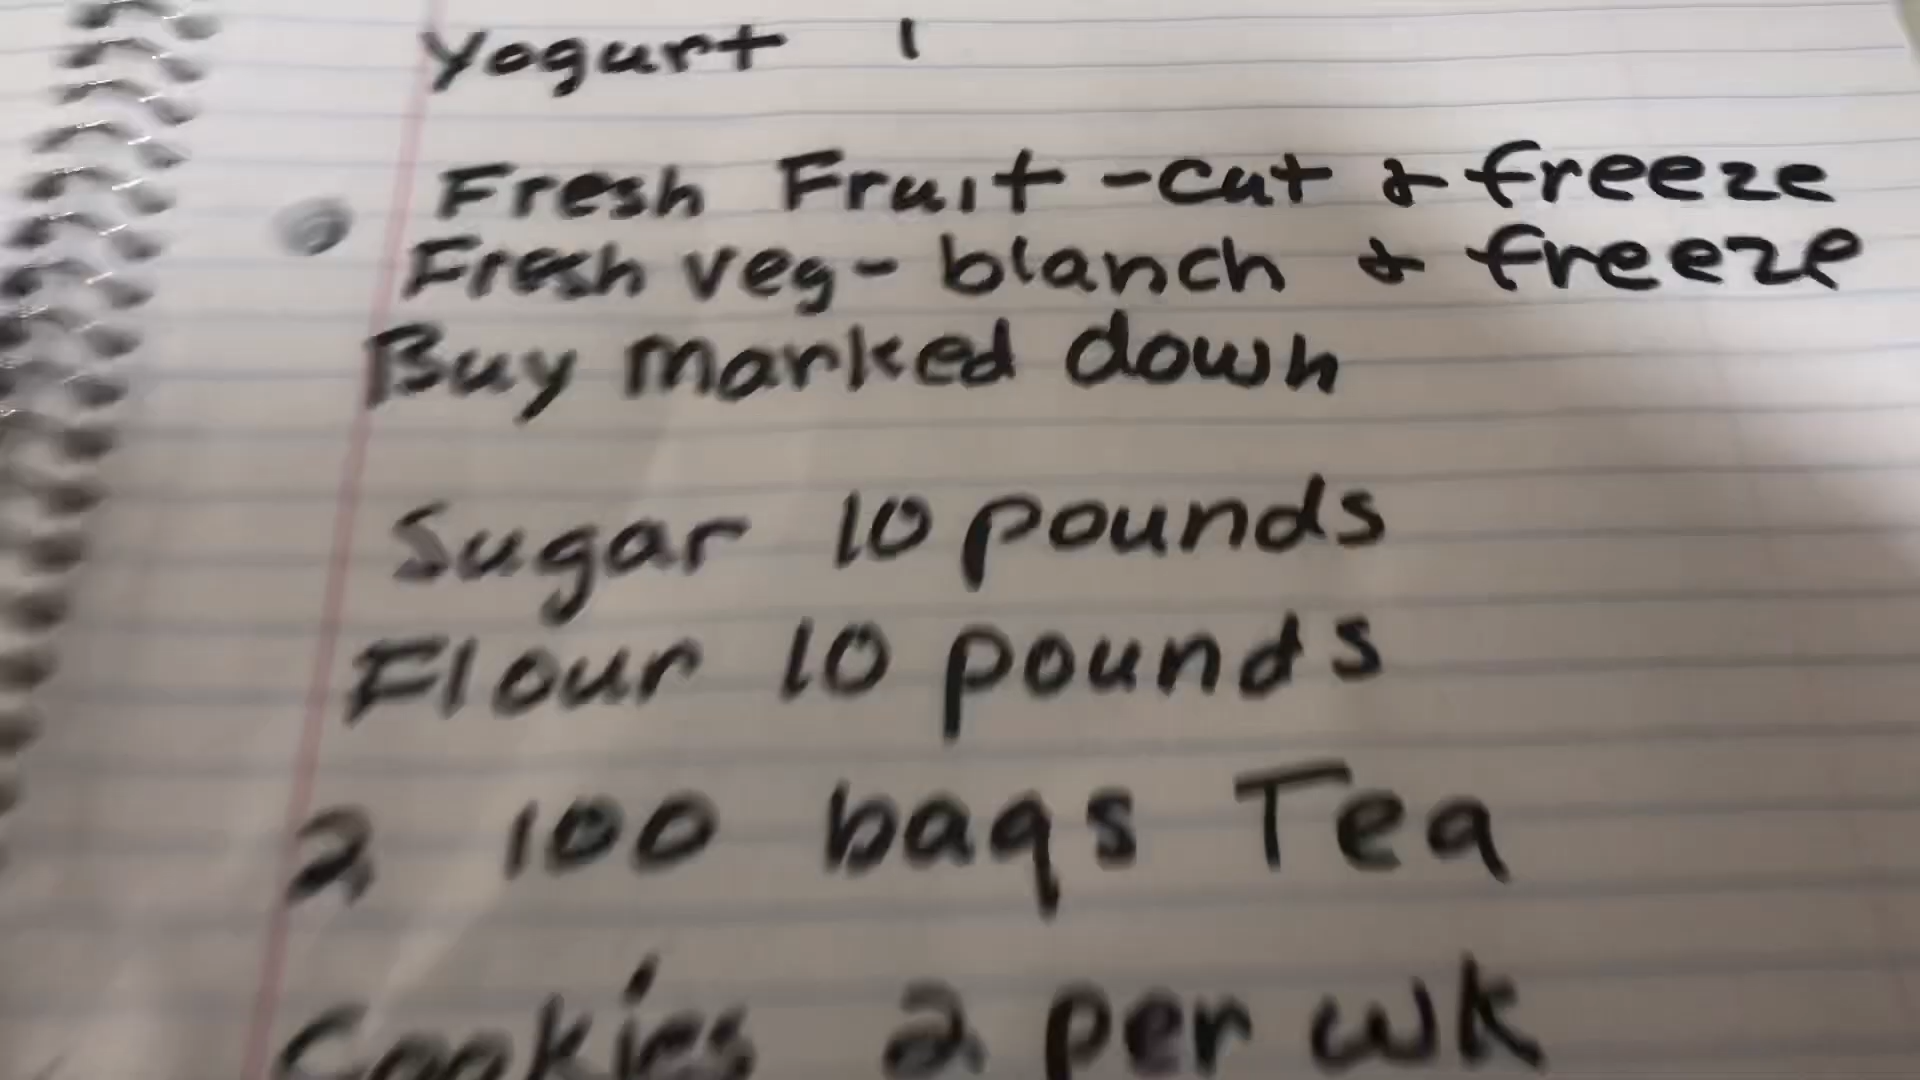 Yogurt 1
Fresh Fruit - cut & freeze
Fresh veg - blanch & freeze
Buy marked down
Sugar 10 pounds
Flour 10 pounds
2 100 bags Tea
Cookies 2 per wk